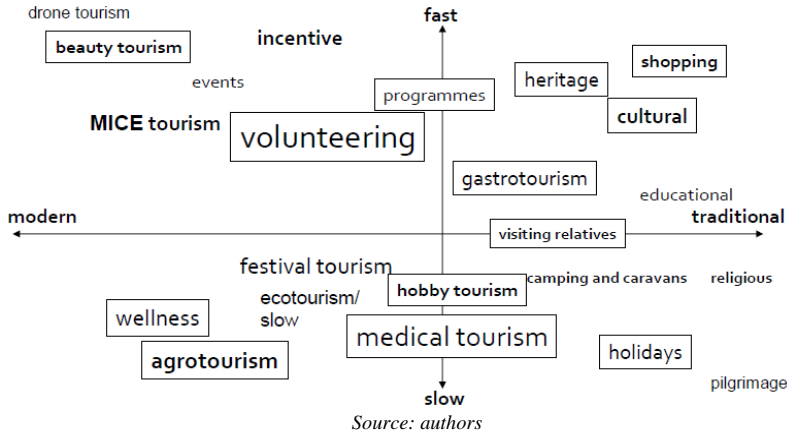 drone tourism
fast
beauty tourism
incentive
shopping
events
heritage
programmes
cultural
MICE tourism
volunteering
gastrotourism
educational
modern
traditional
visiting relatives
festival tourism
camping and caravans
religious
hobby tourism
ecotourism/
slow
wellness
medical tourism
holidays
agrotourism
pilgrimage
slow
Source: authors